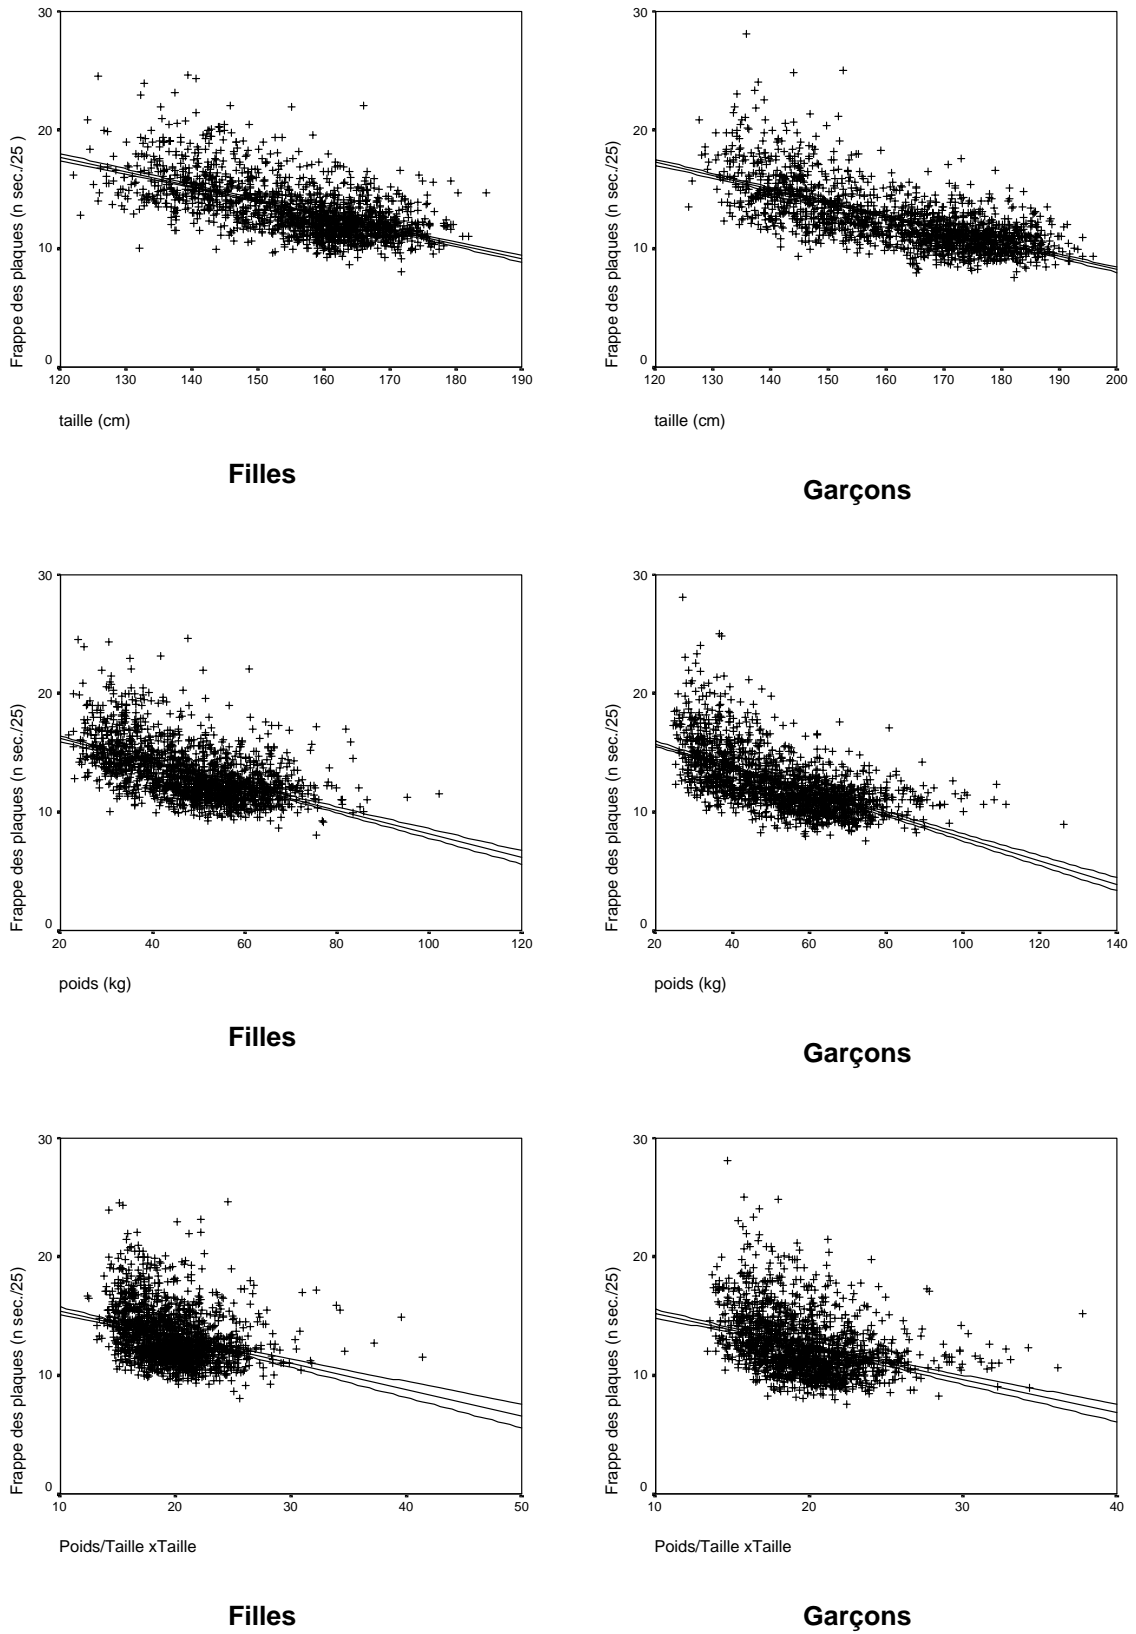 30
20
10
0
Frappe des plaques (n sec./25 )
120 130 140 150 160 170 180 190
taille (cm)
Filles
30
20
10
0
Frappe des plaques (n sec./25)
120 130 140 150 160 170 180 190 200
taille (cm)
Garçons
30
20
10
0
Frappe des plaques (n sec./25)
20 40 60 80 100 120
poids (kg)
Filles
30
20
10
0
Frappe des plaques (n sec./25)
20 40 60 80 100 120 140
poids (kg)
Garçons
30
20
10
0
Frappe des plaques (n sec./25)
10 20 30 40 50
Poids/Taille xTaille
Filles
30
20
10
0
Frappe des plaques (n sec./25)
10 20 30 40
Poids/Taille xTaille
Garçons